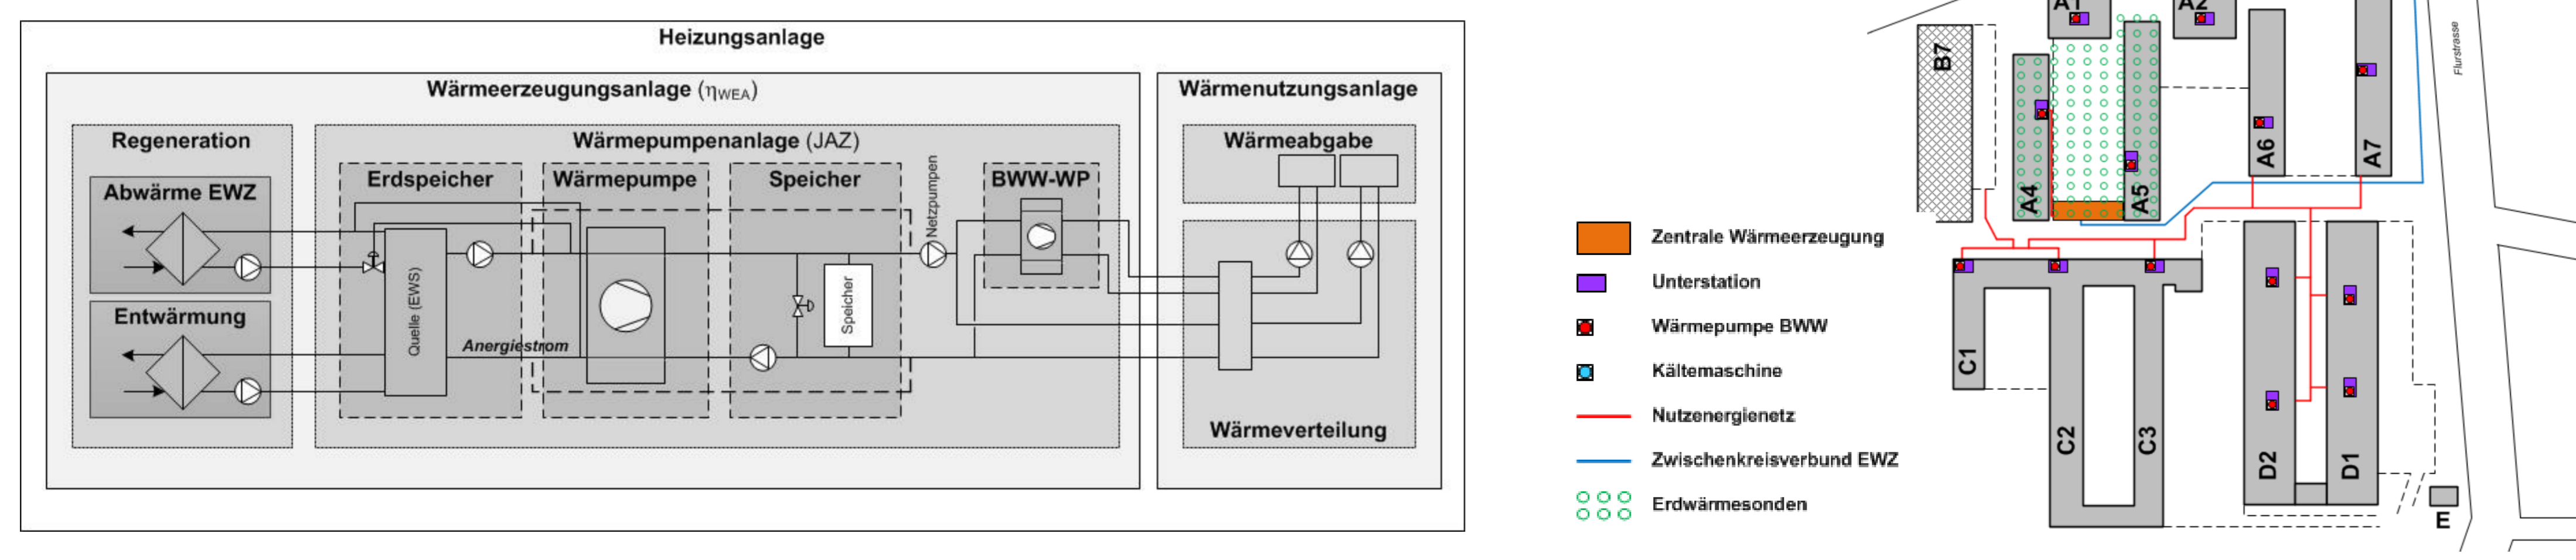 Heizungsanlage
Wärmeerzeugungsanlage (ηWEA)
Wärmenutzungsanlage
Regeneration
Wärmepumpenanlage (JAZ)
Wärmeabgabe
Abwärme EWZ
Erdspeicher
Wärmepumpe
Speicher
Netzpumpen
BWW-WP
Quelle (EWS)
Speicher
Entwärmung
Anergiestrom
Wärmeverteilung
Zentrale Wärmeerzeugung
Unterstation
Wärmepumpe BWW
Kältemaschine
Nutzenergienetz
Zwischenkreisverbund EWZ
Erdwärmesonden
A1
A2
B7
A4
A5
A6
A7
Flurstrasse
C1
C2
C3
D2
D1
E